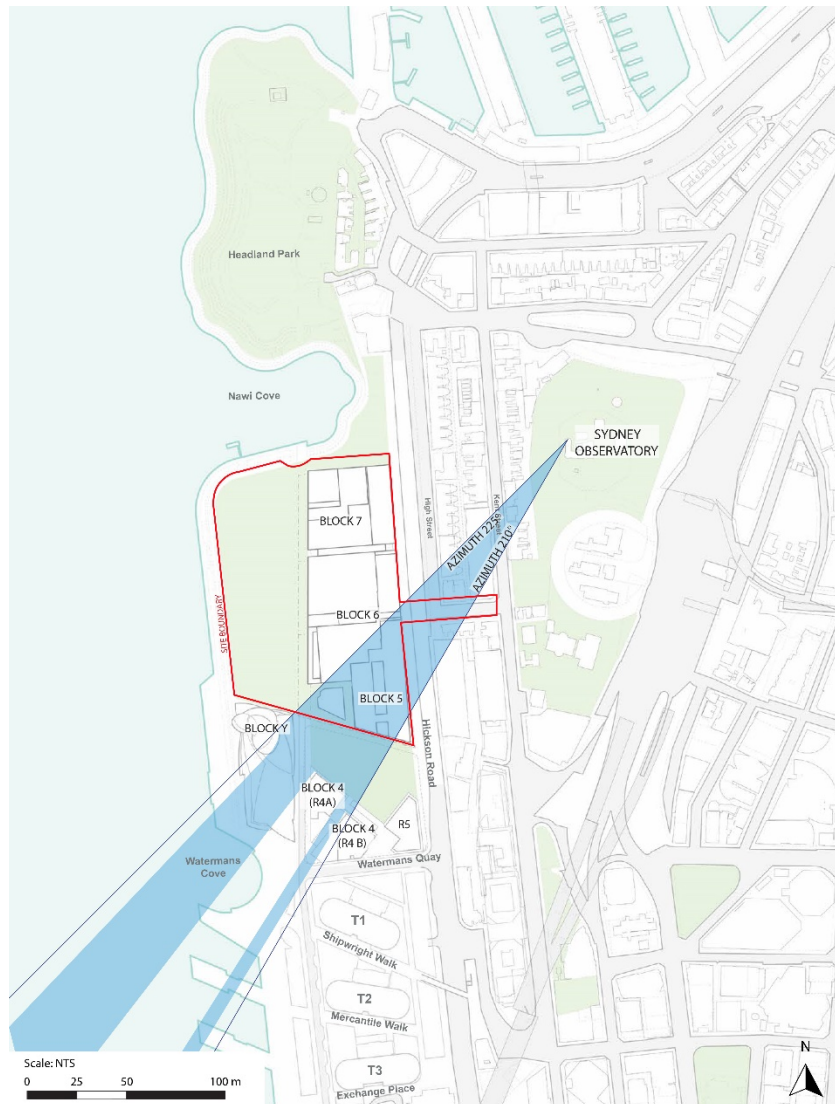 Headland Park
Nawi Cove
SYDNEY
OBSERVATORY
High Street
Kent Street
BLOCK 7
AZIMUTH 225°
AZIMUTH 210°
BLOCK 6
SITE BOUNDARY
BLOCK 5
BLOCK Y
Hickson Road
BLOCK 4
(R4A)
BLOCK 4
(R4 B)
R5
Watermans Quay
Watermans
Cove
T1
Shipwright Walk
T2
Mercantile Walk
T3
Exchange Place
Scale: NTS
0 25 50 100 m
N